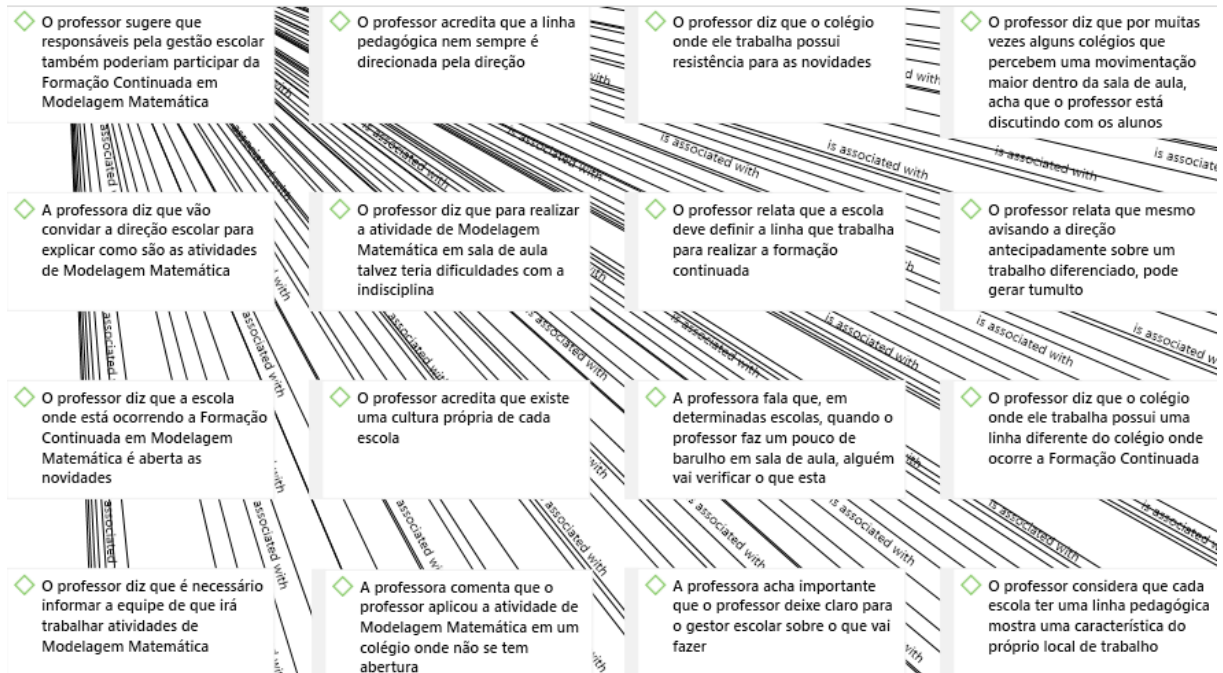 O professor sugere que
responsáveis pela gestão escolar
também poderiam participar da
Formação Continuada em
Modelagem Matemática
O professor acredita que a linha
pedagógica nem sempre é
direcionada pela direção
O professor diz que o colégio
onde ele trabalha possui
resistência para as novidades
O professor diz que por muitas
vezes alguns colégios que
percebem uma movimentação
maior dentro da sala de aula,
acha que o professor está
discutindo com os alunos
is associated with
is associated with
is associated with
is associated with
A professora diz que vão
convidar a direção escolar para
explicar como são as atividades
de Modelagem Matemática
O professor diz que para realizar
a atividade de Modelagem
Matemática em sala de aula
talvez teria dificuldades com a
indisciplina
O professor relata que a escola
deve definir a linha que trabalha
para realizar a formação
continuada
O professor relata que mesmo
avisando a direção
antecipadamente sobre um
trabalho diferenciado, pode
gerar tumulto
associated with
is associated with
is associated with
is associated with
is associated with
O professor diz que a escola
onde está ocorrendo a Formação
Continuada em Modelagem
Matemática é aberta as
novidades
O professor acredita que existe
uma cultura própria de cada
escola
A professora fala que, em
determinadas escolas, quando o
professor faz um pouco de
barulho em sala de aula, alguém
vai verificar o que esta
O professor diz que o colégio
onde ele trabalha possui uma
linha diferente do colégio onde
ocorre a Formação Continuada
associated with
associated with
associated with
is associated with
is associated with
is associated with
O professor diz que é necessário
informar a equipe de que irá
trabalhar atividades de
Modelagem Matemática
A professora comenta que o
professor aplicou a atividade de
Modelagem Matemática em um
colégio onde não se tem
abertura
A professora acha importante
que o professor deixe claro para
o gestor escolar sobre o que vai
fazer
O professor considera que cada
escola ter uma linha pedagógica
mostra uma característica do
próprio local de trabalho